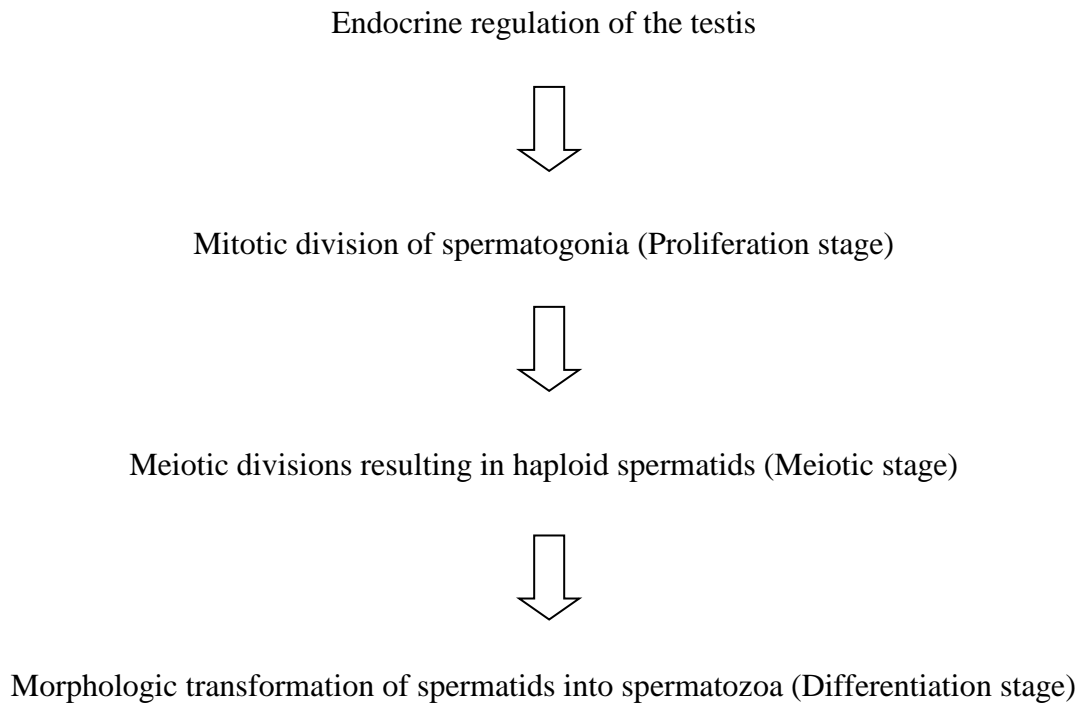 Endocrine regulation of the testis
Mitotic division of spermatogonia (Proliferation stage)
Meiotic divisions resulting in haploid spermatids (Meiotic stage)
Morphologic transformation of spermatids into spermatozoa (Differentiation stage)